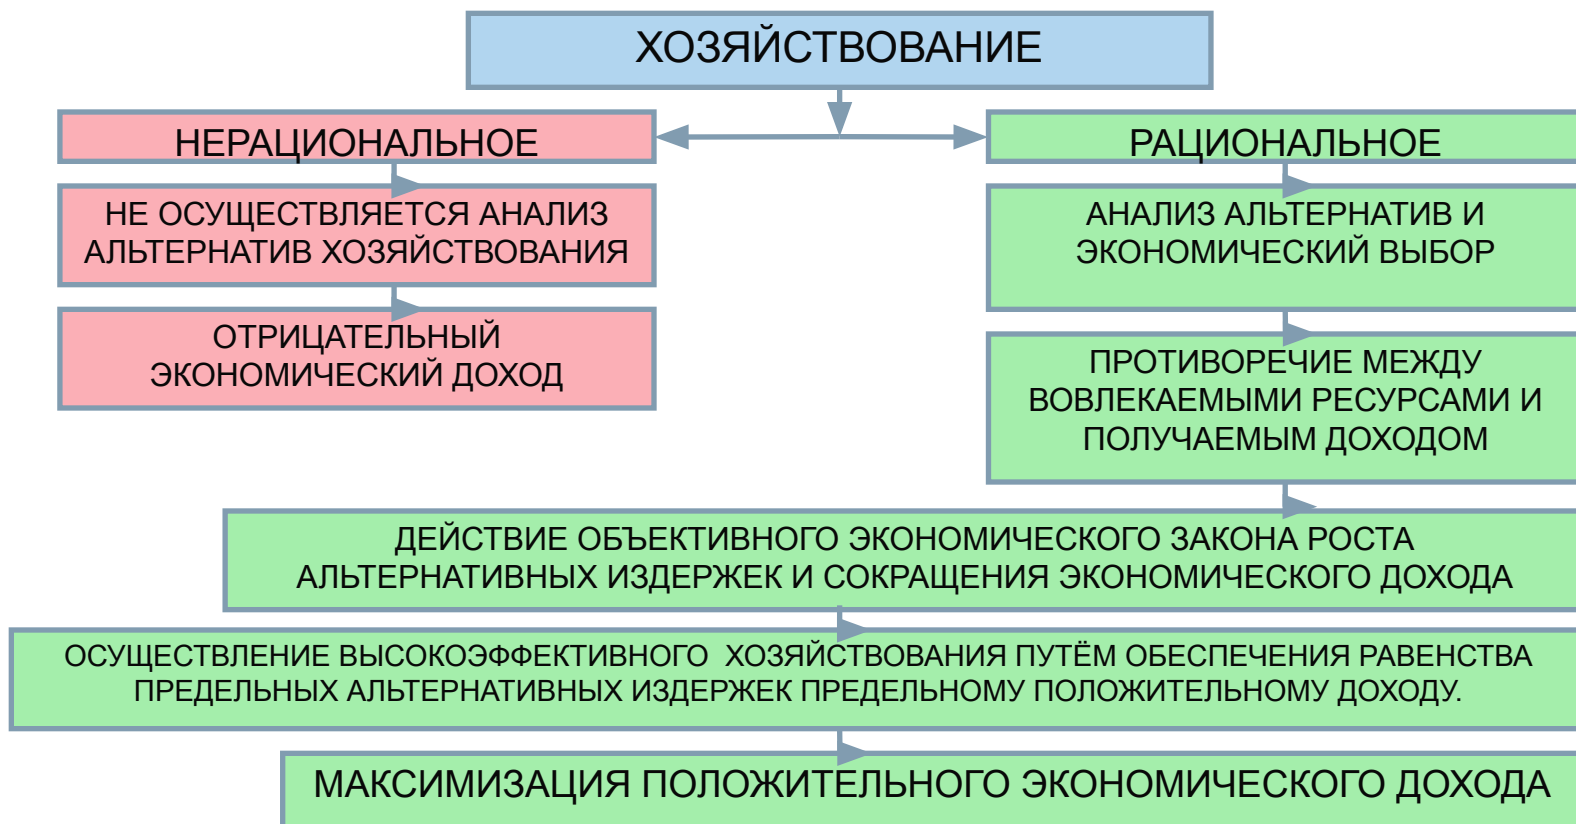 ХОЗЯЙСТВОВАНИЕ
НЕРАЦИОНАЛЬНОЕ
НЕ ОСУЩЕСТВЛЯЕТСЯ АНАЛИЗ
АЛЬТЕРНАТИВ ХОЗЯЙСТВОВАНИЯ
ОТРИЦАТЕЛЬНЫЙ
ЭКОНОМИЧЕСКИЙ ДОХОД
РАЦИОНАЛЬНОЕ
АНАЛИЗ АЛЬТЕРНАТИВ И
ЭКОНОМИЧЕСКИЙ ВЫБОР
ПРОТИВОРЕЧИЕ МЕЖДУ
ВОВЛЕКАЕМЫМИ РЕСУРСАМИ И
ПОЛУЧАЕМЫМ ДОХОДОМ
ДЕЙСТВИЕ ОБЪЕКТИВНОГО ЭКОНОМИЧЕСКОГО ЗАКОНА РОСТА
АЛЬТЕРНАТИВНЫХ ИЗДЕРЖЕК И СОКРАЩЕНИЯ ЭКОНОМИЧЕСКОГО ДОХОДА
ОСУЩЕСТВЛЕНИЕ ВЫСОКОЭФФЕКТИВНОГО ХОЗЯЙСТВОВАНИЯ ПУТЁМ ОБЕСПЕЧЕНИЯ РАВЕНСТВА
ПРЕДЕЛЬНЫХ АЛЬТЕРНАТИВНЫХ ИЗДЕРЖЕК ПРЕДЕЛЬНОМУ ПОЛОЖИТЕЛЬНОМУ ДОХОДУ.
МАКСИМИЗАЦИЯ ПОЛОЖИТЕЛЬНОГО ЭКОНОМИЧЕСКОГО ДОХОДА